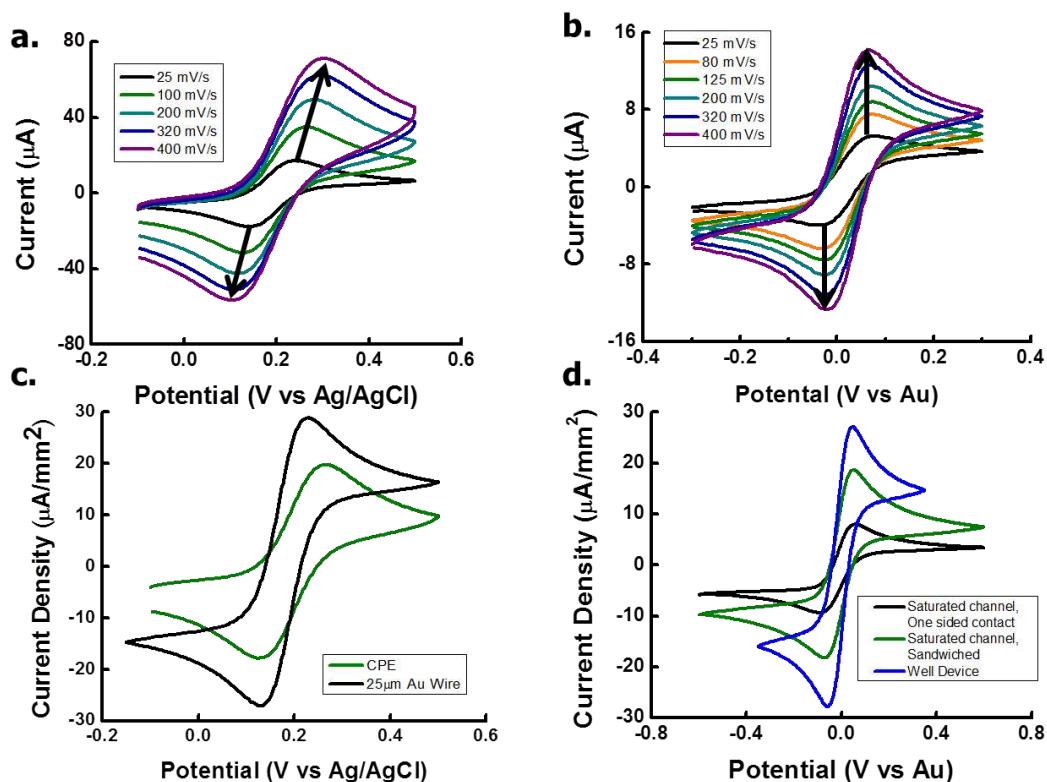 a.
80
40
0
-40
-80
Current (µA)
25 mV/s
100 mV/s
200 mV/s
320 mV/s
400 mV/s
0.0
0.2
0.4
0.6
Potential (V vs Ag/AgCl)
b.
16
8
0
-8
-16
Current (µA)
25 mV/s
80 mV/s
125 mV/s
200 mV/s
320 mV/s
400 mV/s
-0.2
0.0
0.2
0.4
Potental (V vs Au)
c.
30
20
10
0
-10
-20
-30
Current Density (µA/mm2)
CPE
25µm Au Wire
-0.2
0.0
0.2
0.4
0.6
Potential (V vs Ag/AgCl)
d.
30
20
10
0
-10
-20
-30
Current Density (µA/mm²)
Saturated channel,
One sided contact
Saturated channel,
Sandwiched
Well Device
-0.8
-0.4
0.0
0.4
0.8
Potential (V vs Au)